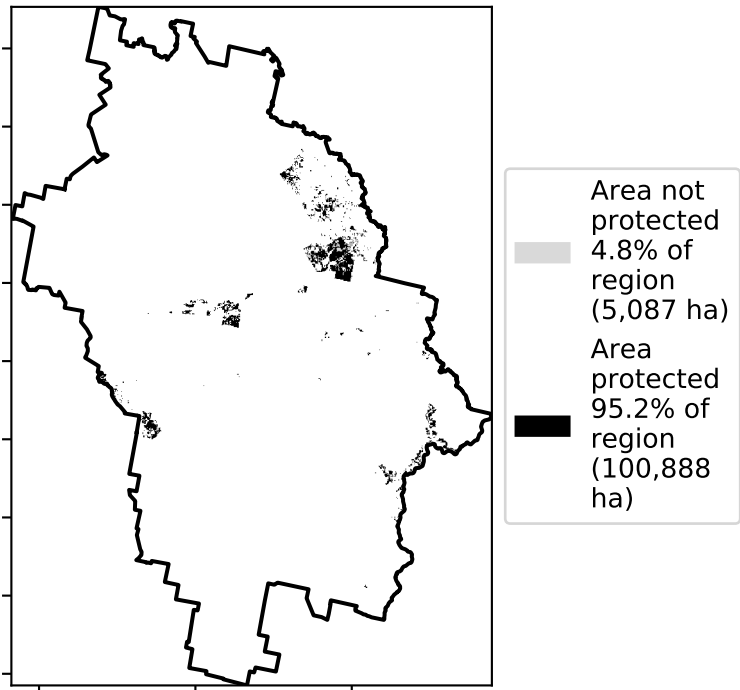 Area not
protected
4.8% of
region
(5,087 ha)
Area
protected
95.2% of
region
(100,888
ha)